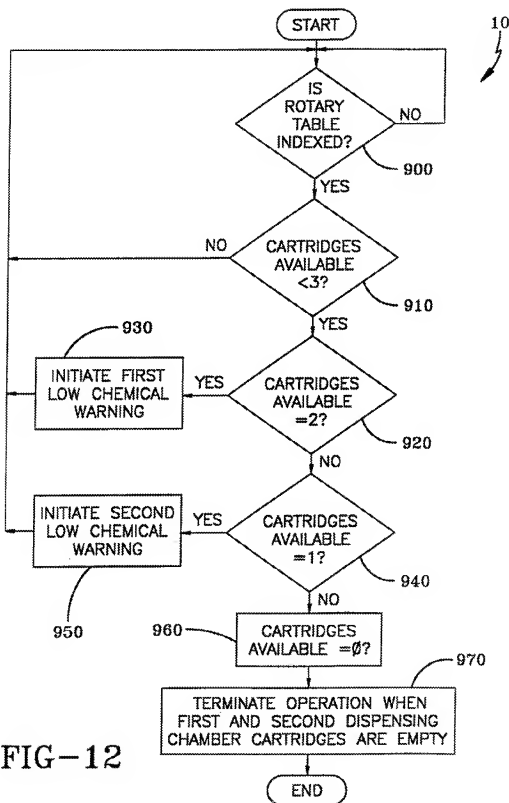 START
10
IS
ROTARY
TABLE
INDEXED?
NO
900
YES
NO
CARTRIDGES
AVAILABLE
<3?
910
YES
930
INITIATE FIRST
LOW CHEMICAL
WARNING
YES
CARTRIDGES
AVAILABLE
=2?
920
NO
INITIATE SECOND
LOW CHEMICAL
WARNING
YES
CARTRIDGES
AVAILABLE
=1?
940
950
NO
960
CARTRIDGES
AVAILABLE =Ø?
970
TERMINATE OPERATION WHEN
FIRST AND SECOND DISPENSING
CHAMBER CARTRIDGES ARE EMPTY
FIG-12
END